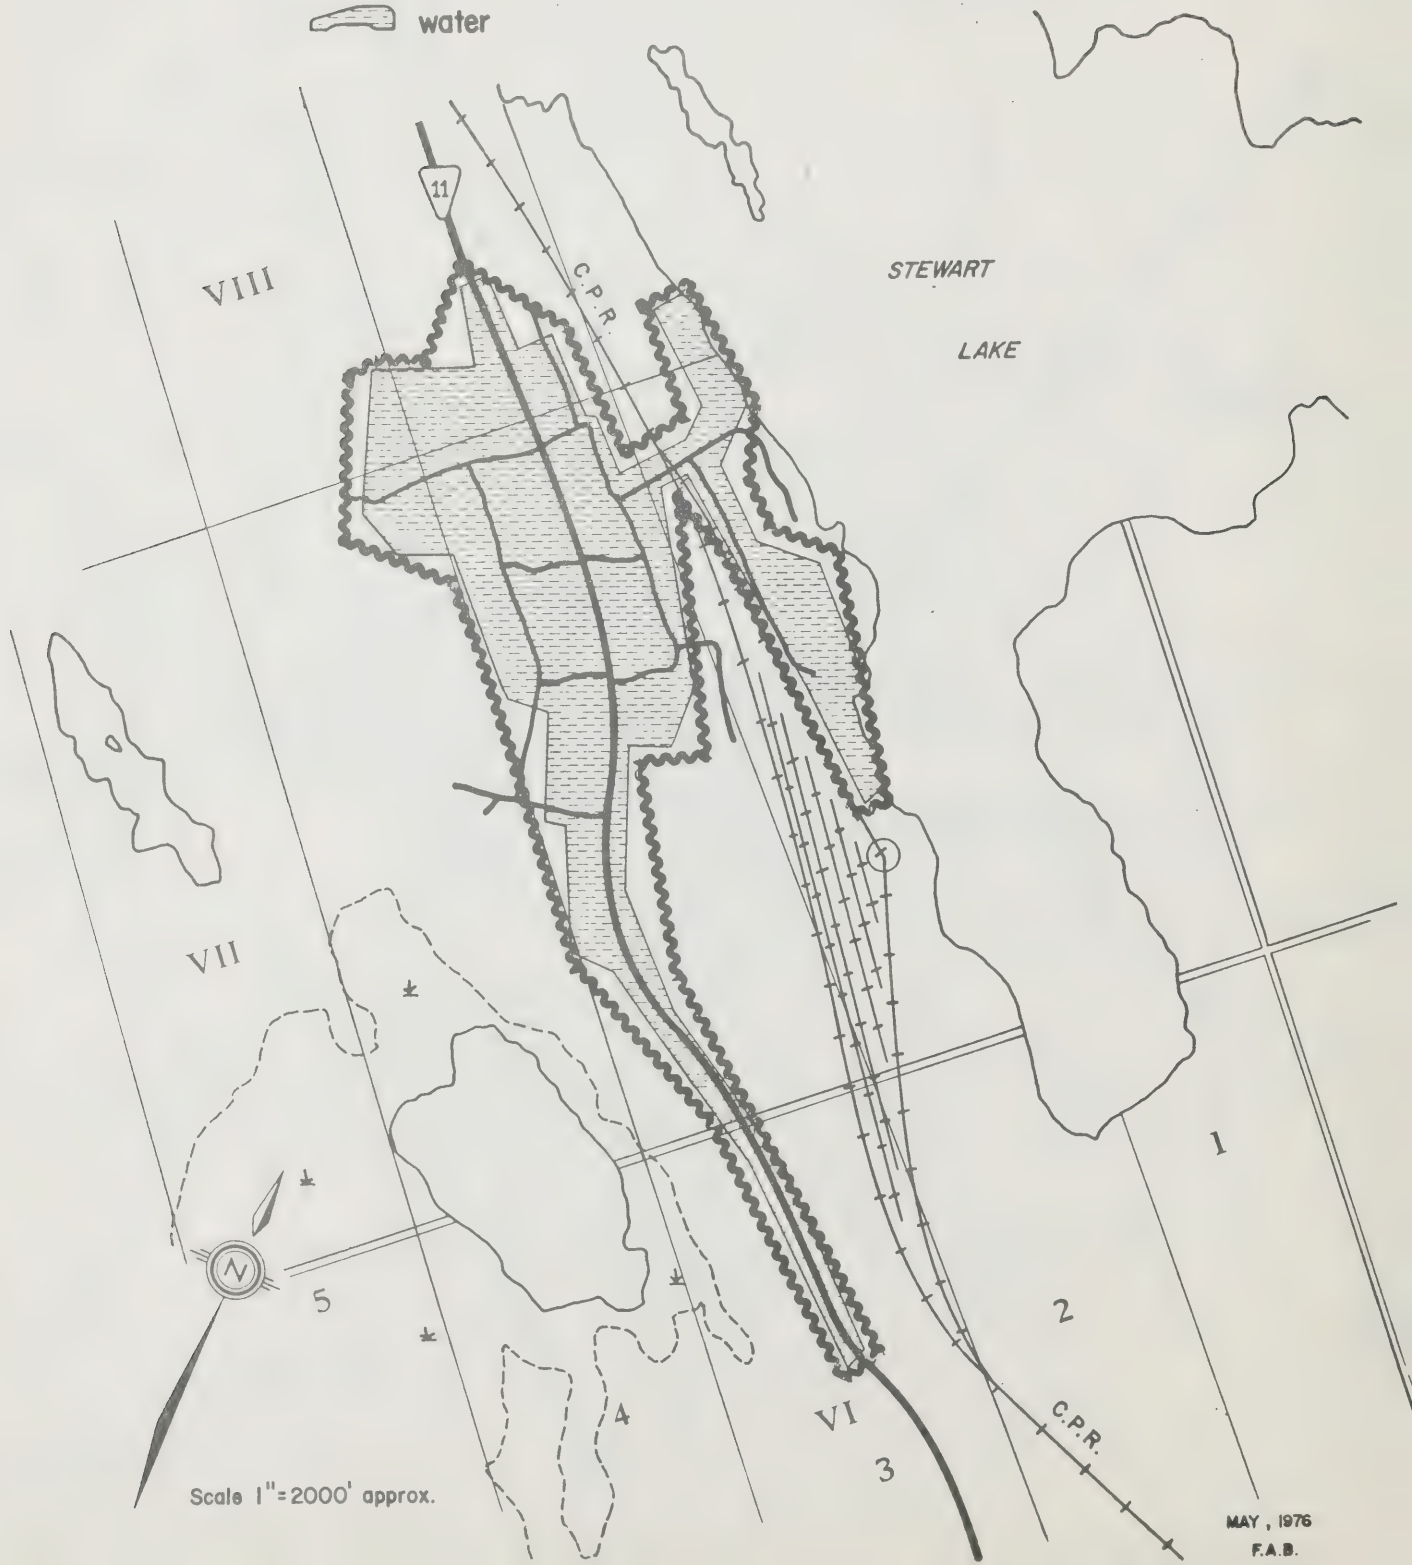 water
11
C.P.R.
VIII
STEWART
LAKE
VII
1
N
5
2
4
VI
C.P.R.
3
Scale 1"=2000' approx.
MAY, 1976
F.A.B.